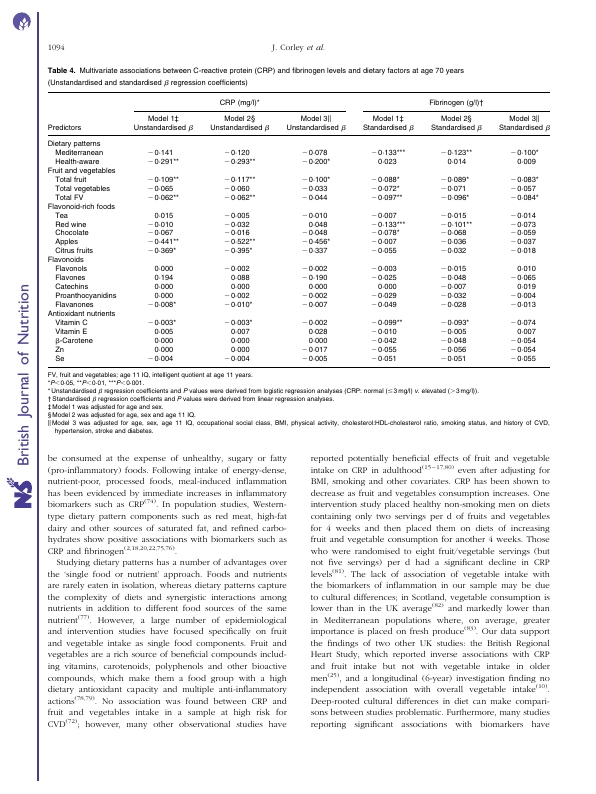 1094
J. Corley et al.
Table 4. Multivariate associations between C-reactive protein (CRP) and fibrinogen levels and dietary factors at age 70 years
(Unstandardised and standardised β regression coefficients)
CRP (mg/l)* Fibrinogen (g/l)†
Model 1‡ Model 2§ Model 3|| Model 1‡ Model 2§ Model 3||
Predictors Unstandardised β Unstandardised β Unstandardised β Standardised β Standardised β Standardised β
Dietary patterns
Mediterranean −0·141 −0·120 −0·078 −0·133*** −0·123** −0·100*
Health-aware −0·291** −0·293** −0·200* 0·023 0·014 0·009
Fruit and vegetables
Total fruit −0·109** −0·117** −0·100* −0·088* −0·089* −0·083*
Total vegetables −0·065 −0·060 −0·033 −0·072* −0·071 −0·057
Total FV −0·062** −0·062** −0·044 −0·097** −0·096* −0·084*
Flavonoid-rich foods
Tea 0·015 −0·005 −0·010 −0·007 −0·015 −0·014
Red wine −0·010 −0·032 0·048 −0·133*** −0·101** −0·073
Chocolate −0·067 −0·016 −0·048 −0·078* −0·068 −0·059
Apples −0·441** −0·522** −0·456* −0·007 −0·036 −0·037
Citrus fruits −0·369* −0·395* −0·337 −0·055 −0·032 −0·018
Flavonoids
Flavonols 0·000 −0·002 −0·002 −0·003 −0·015 0·010
Flavones 0·194 0·088 −0·190 −0·025 −0·048 −0·065
Catechins 0·000 0·000 0·000 0·000 −0·007 0·019
Proanthocyanidins 0·000 −0·002 −0·002 −0·029 −0·032 −0·004
Flavanones −0·008* −0·010* −0·007 −0·049 −0·028 −0·013
Antioxidant nutrients
Vitamin C −0·003* −0·003* −0·002 −0·099** −0·093* −0·074
Vitamin E 0·005 0·007 0·028 −0·010 −0·005 0·007
β-Carotene 0·000 0·000 0·000 −0·042 −0·048 −0·054
Zn 0·000 0·000 −0·017 −0·055 −0·056 −0·054
Se −0·004 −0·004 −0·005 −0·051 −0·051 −0·055
FV, fruit and vegetables; age 11 IQ, intelligent quotient at age 11 years.
*P<0·05, **P<0·01, ***P<0·001.
* Unstandardised β regression coefficients and P values were derived from logistic regression analyses (CRP: normal (≤3 mg/l) v. elevated (>3 mg/l)).
† Standardised β regression coefficients and P values were derived from linear regression analyses.
‡ Model 1 was adjusted for age and sex.
§ Model 2 was adjusted for age, sex and age 11 IQ.
|| Model 3 was adjusted for age, sex, age 11 IQ, occupational social class, BMI, physical activity, cholesterol:HDL-cholesterol ratio, smoking status, and history of CVD,
hypertension, stroke and diabetes.
be consumed at the expense of unhealthy, sugary or fatty
(pro-inflammatory) foods. Following intake of energy-dense,
nutrient-poor, processed foods, meal-induced inflammation
has been evidenced by immediate increases in inflammatory
biomarkers such as CRP(74). In population studies, Western-
type dietary pattern components such as red meat, high-fat
dairy and other sources of saturated fat, and refined carbo-
hydrates show positive associations with biomarkers such as
CRP and fibrinogen(2,18,20,22,75,76).
Studying dietary patterns has a number of advantages over
the 'single food or nutrient' approach. Foods and nutrients
are rarely eaten in isolation, whereas dietary patterns capture
the complexity of diets and synergistic interactions among
nutrients in addition to different food sources of the same
nutrient(77). However, a large number of epidemiological
and intervention studies have focused specifically on fruit
and vegetable intake as single food components. Fruit and
vegetables are a rich source of beneficial compounds includ-
ing vitamins, carotenoids, polyphenols and other bioactive
compounds, which make them a food group with a high
dietary antioxidant capacity and multiple anti-inflammatory
actions(78,79). No association was found between CRP and
fruit and vegetables intake in a sample at high risk for
CVD(72); however, many other observational studies have
reported potentially beneficial effects of fruit and vegetable
intake on CRP in adulthood(15–17,80) even after adjusting for
BMI, smoking and other covariates. CRP has been shown to
decrease as fruit and vegetables consumption increases. One
intervention study placed healthy non-smoking men on diets
containing only two servings per d of fruits and vegetables
for 4 weeks and then placed them on diets of increasing
fruit and vegetable consumption for another 4 weeks. Those
who were randomised to eight fruit/vegetable servings (but
not five servings) per d had a significant decline in CRP
levels(81). The lack of association of vegetable intake with
the biomarkers of inflammation in our sample may be due
to cultural differences; in Scotland, vegetable consumption is
lower than in the UK average(82) and markedly lower than
in Mediterranean populations where, on average, greater
importance is placed on fresh produce(83). Our data support
the findings of two other UK studies: the British Regional
Heart Study, which reported inverse associations with CRP
and fruit intake but not with vegetable intake in older
men(25), and a longitudinal (6-year) investigation finding no
independent association with overall vegetable intake(10).
Deep-rooted cultural differences in diet can make compari-
sons between studies problematic. Furthermore, many studies
reporting significant associations with biomarkers have
British Journal of Nutrition
NS